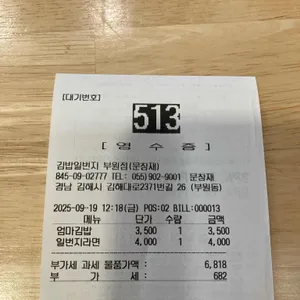 [대기번호]
513
[ 영 수 증 ]
김밥일번지 부원점(문장재)
845-09-02777 TEL: 055)902-9001 문장재
경남 김해시 김해대로2371번길 26 (부원동)
2025-09-19 12:18(금) POS:02 BILL:000013
메뉴 단가 수량 금액
엄마김밥 3,500 1 3,500
일번지라면 4,000 1 4,000
부가세 과세 물품가액: 6,818
부 가 세: 682